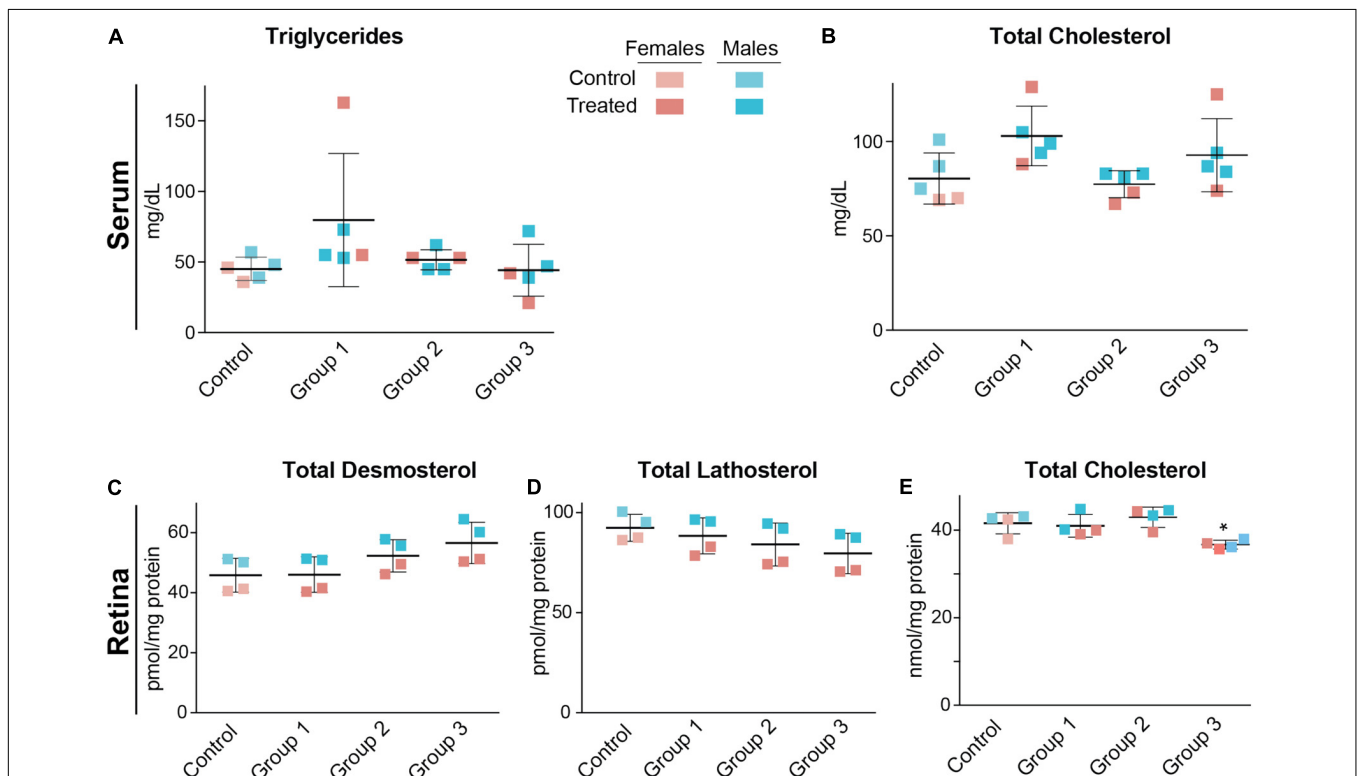 A
Triglycerides
Females Males
Control
Treated
B
Total Cholesterol
Serum
mg/dL
150
100
50
0
Control
Group 1
Group 2
Group 3
mg/dL
100
50
0
Control
Group 1
Group 2
Group 3
Retina
C
Total Desmosterol
pmol/mg protein
60
40
20
0
Control
Group 1
Group 2
Group 3
D
Total Lathosterol
pmol/mg protein
100
50
0
Control
Group 1
Group 2
Group 3
E
Total Cholesterol
nmol/mg protein
40
20
0
*
Control
Group 1
Group 2
Group 3